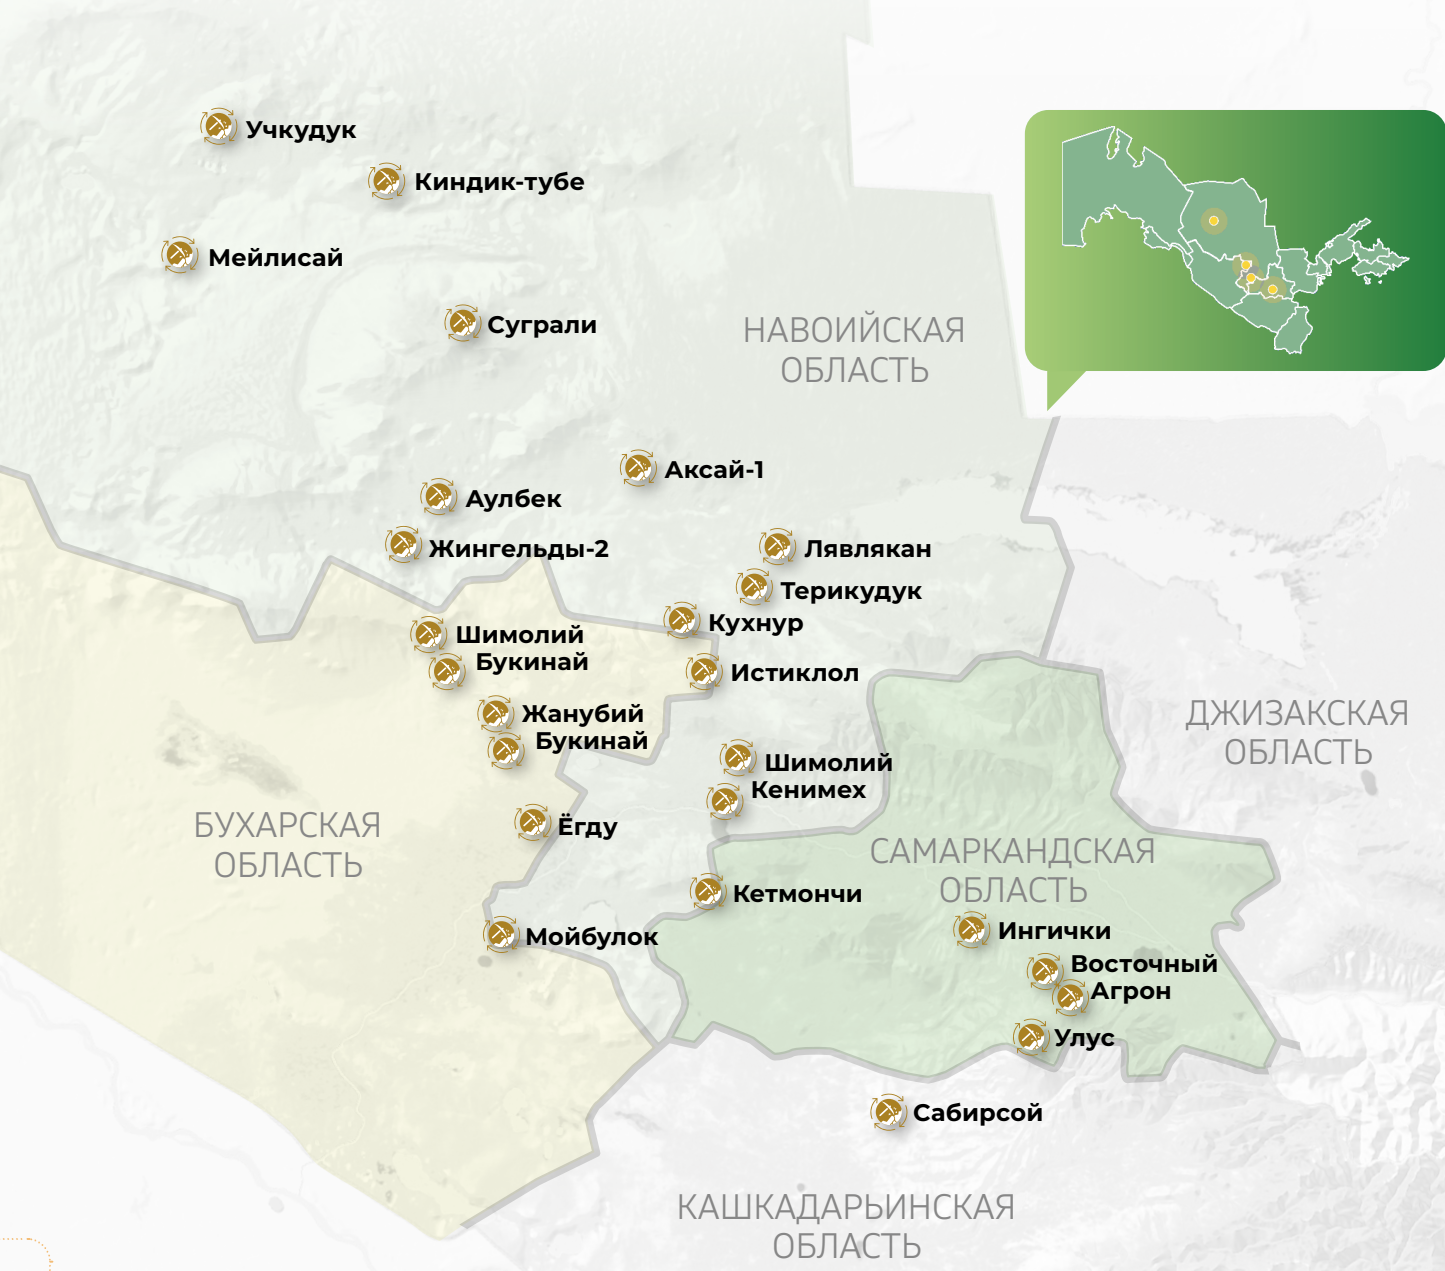 Учкудук
Киндик-тубе
Мейлисай
Суграли
НАВОИЙСКАЯ
ОБЛАСТЬ
Аксай-1
Аулбек
Жингельды-2
Лявлякан
Терикудук
Кухнур
Шимолий
Букинай
Истиклол
Жанубий
Букинай
ДЖИЗАКСКАЯ
ОБЛАСТЬ
Шимолий
Кенимех
БУХАРСКАЯ
ОБЛАСТЬ
Ёгду
САМАРКАНДСКАЯ
ОБЛАСТЬ
Кетмончи
Ингички
Мойбулок
Восточный
Агрон
Улус
Сабирсой
КАШКАДАРЬИНСКАЯ
ОБЛАСТЬ